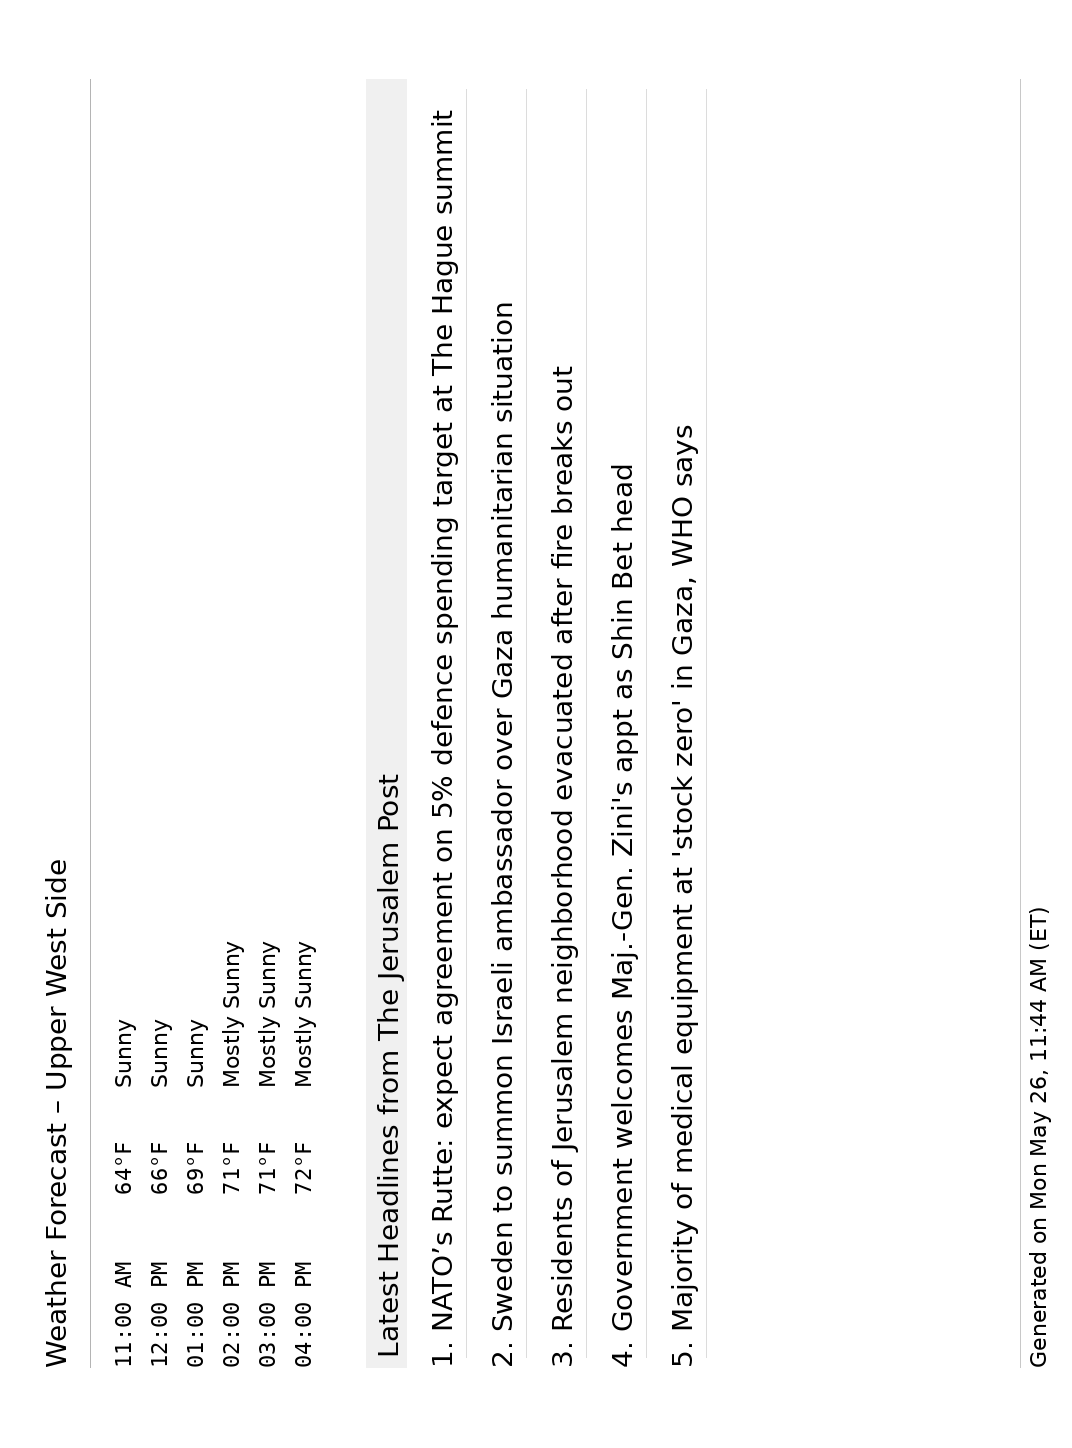 Weather Forecast – Upper West Side
11:00 AM 64°F Sunny
12:00 PM 66°F Sunny
01:00 PM 69°F Sunny
02:00 PM 71°F Mostly Sunny
03:00 PM 71°F Mostly Sunny
04:00 PM 72°F Mostly Sunny
Latest Headlines from The Jerusalem Post
1. NATO’s Rutte: expect agreement on 5% defence spending target at The Hague summit
2. Sweden to summon Israeli ambassador over Gaza humanitarian situation
3. Residents of Jerusalem neighborhood evacuated after fire breaks out
4. Government welcomes Maj.-Gen. Zini's appt as Shin Bet head
5. Majority of medical equipment at 'stock zero' in Gaza, WHO says
Generated on Mon May 26, 11:44 AM (ET)